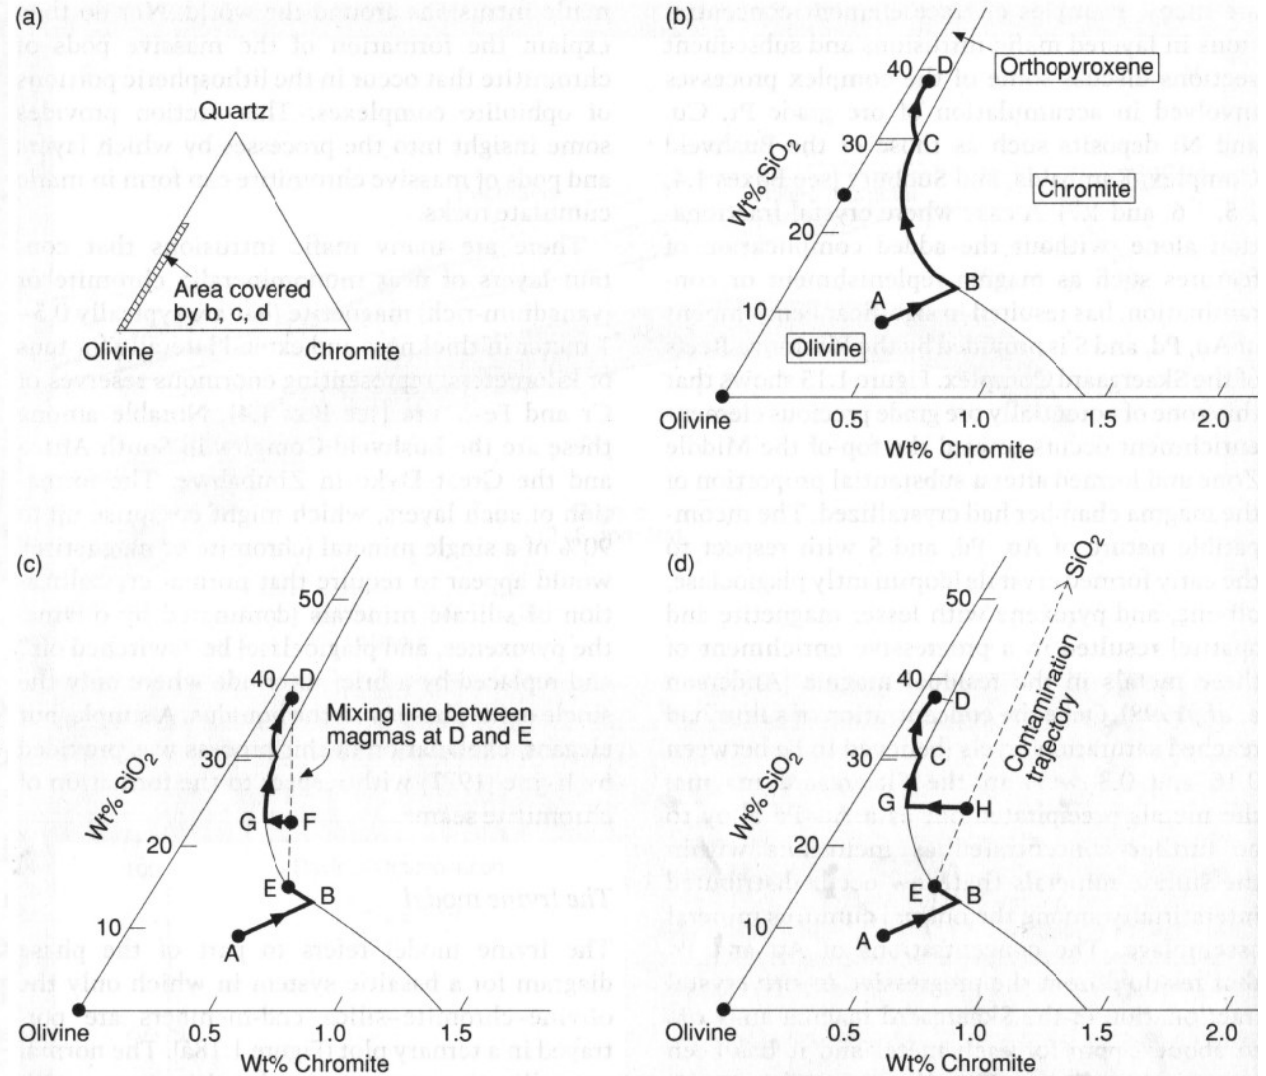 (a)
Quartz
Area covered
by b, c, d
Olivine
Chromite
(b)
Orthopyroxene
40
D
Wt% SiO2
30
C
Chromite
20
10
A
B
Olivine
Olivine
0.5
1.0
1.5
2.0
Wt% Chromite
(c)
50
40
D
Mixing line between
magmas at D and E
Wt% SiO2
30
G
F
20
E
B
10
A
Olivine
0.5
1.0
1.5
Wt% Chromite
(d)
SiO2
50
40
D
Contamination
trajectory
Wt% SiO2
30
C
G
H
20
E
B
10
A
Olivine
0.5
1.0
1.5
2.0
Wt% Chromite